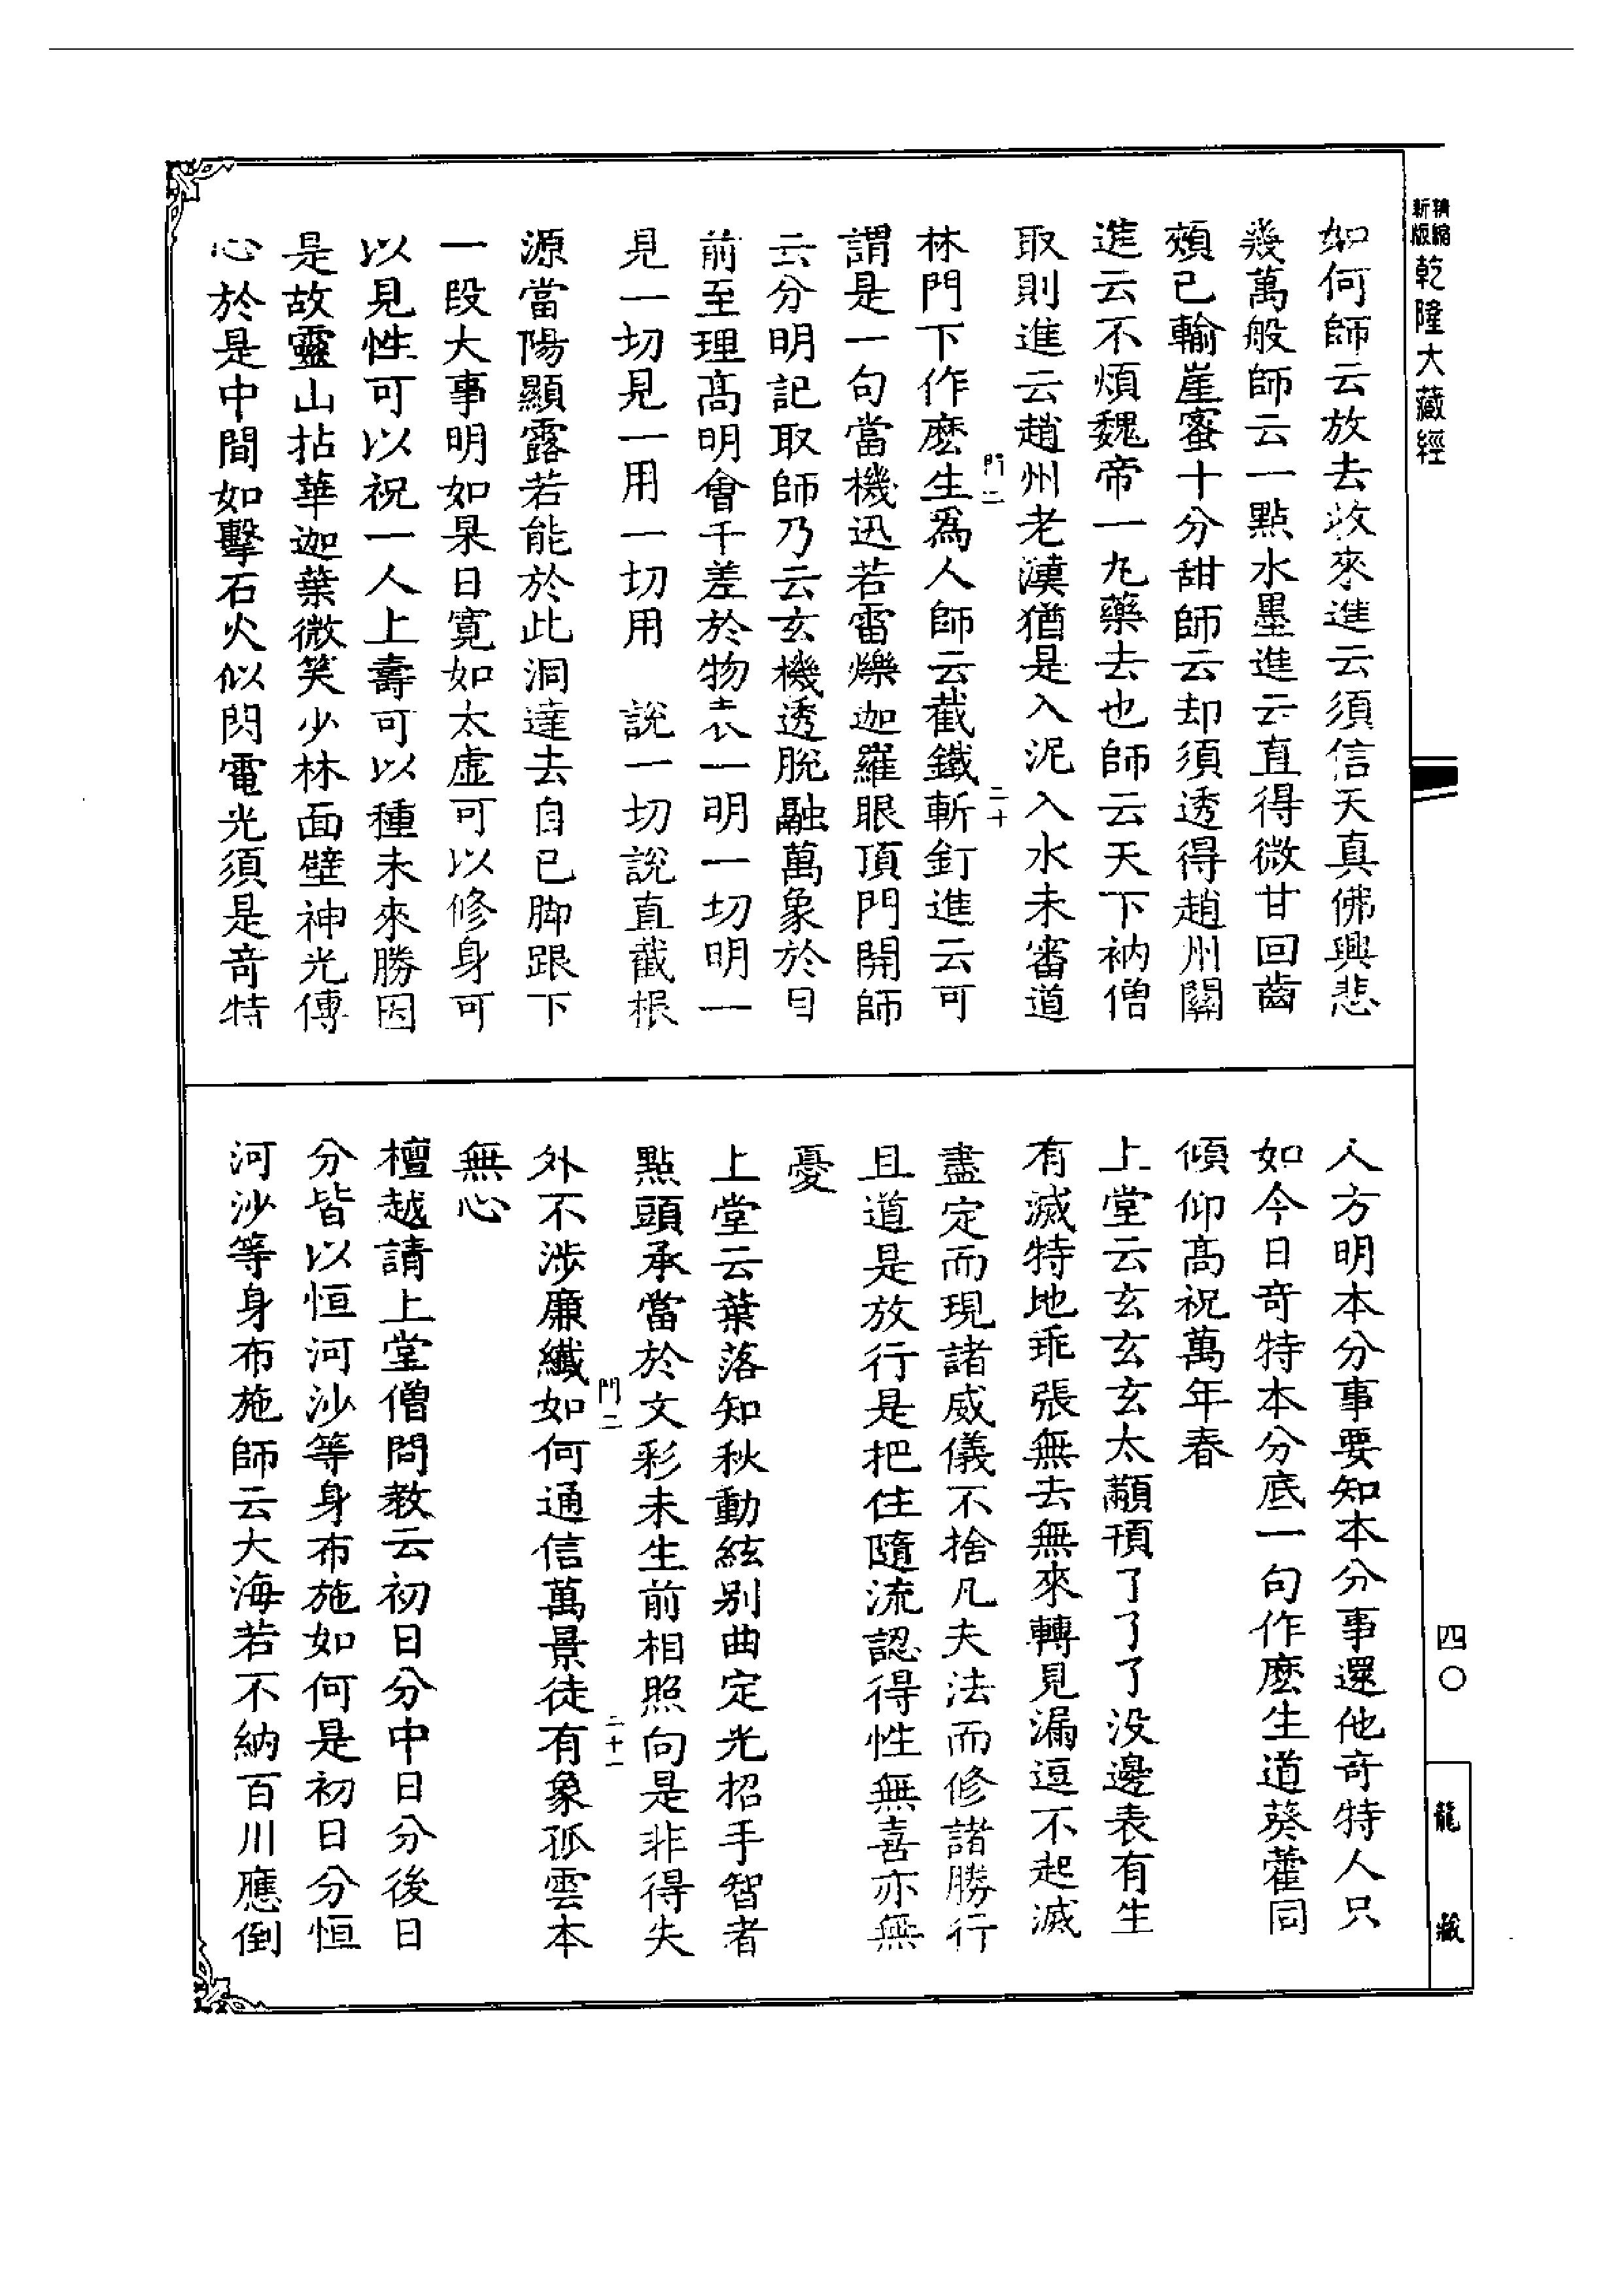 精縮
新版
乾隆大藏經
如何師云放去收來進云須信天真佛興悲
幾萬般師云一點水墨進云直得微甘回齒
頰已輸崖蜜十分甜師云却須透得趙州關
進云不煩魏帝一丸藥去也師云天下衲僧
取則進云趙州老漢猶是入泥入水未審道
門二
二十
林門下作麽生為人師云截鐵斬釘進云可
謂是一句當機迅若雷爍迦羅眼頂門開師
云分明記取師乃云玄機透脫融萬象於目
前至理高明會千差於物表一明一切明一
見一切見一用一切用 說一切說直截根
源當陽顯露若能於此洞達去自己脚跟下
一段大事明如杲日寬如太虛可以修身可
以見性可以祝一人上壽可以種未來勝因
是故靈山拈華迦葉微笑少林面壁神光傳
心於是中間如擊石火似閃電光須是奇特
人方明本分事要知本分事還他奇特人只
如今日奇特本分底一句作麽生道葵藿同
傾仰高祝萬年春
上堂云玄玄玄太顢頇了了了没邊表有生
有滅特地乖張無去無來轉見漏逗不起滅
盡定而現諸威儀不捨凡夫法而修諸勝行
且道是放行是把住隨流認得性無喜亦無
憂
上堂云葉落知秋動絃别曲定光招手智者
點頭承當於文彩未生前相照向是非得失
門二
二十一
外不涉廉纖如何通信萬景徒有象孤雲本
無心
檀越請上堂僧問教云初日分中日分後日
分皆以恒河沙等身布施如何是初日分恒
河沙等身布施師云大海若不納百川應倒
四〇
龍藏